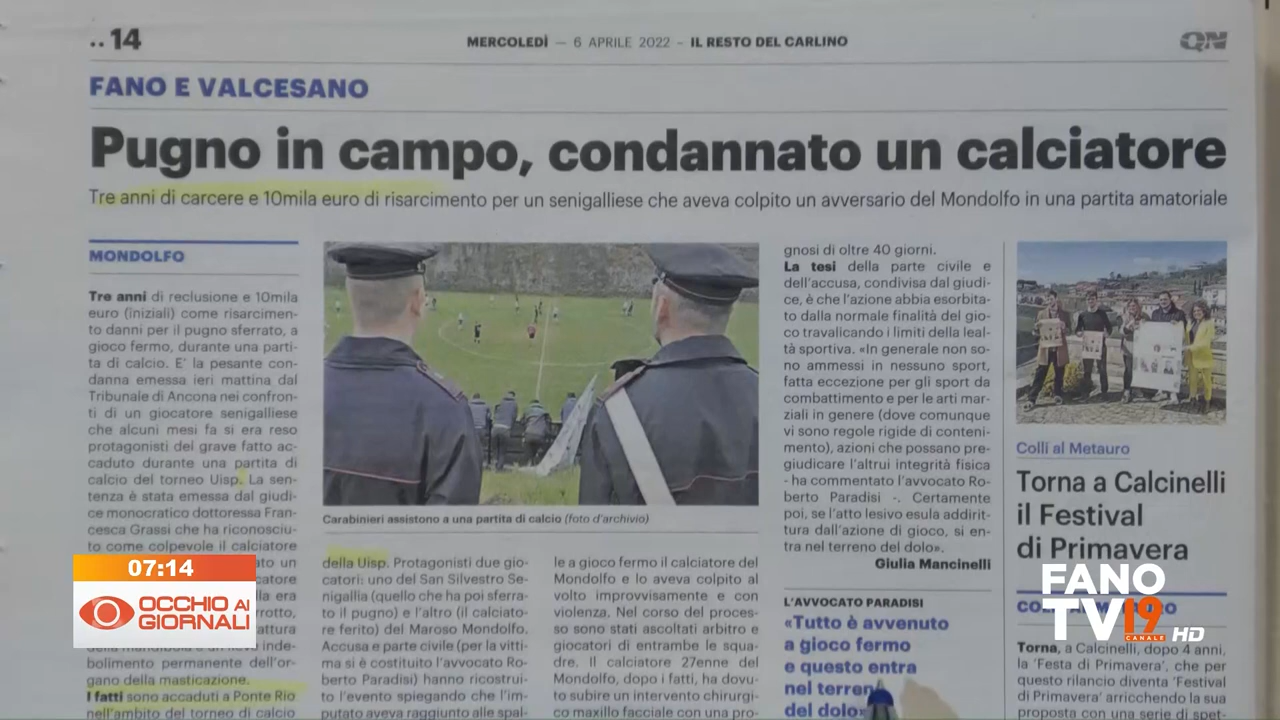 .. 14
MERCOLEDÌ — 6 APRILE 2022 – IL RESTO DEL CARLINO
QN
FANO E VALCESANO
Pugno in campo, condannato un calciatore
Tre anni di carcere e 10mila euro di risarcimento per un senigalliese che aveva colpito un avversario del Mondolfo in una partita amatoriale
MONDOLFO
Tre anni di reclusione e 10mila
euro (iniziali) come risarcimen-
to danni per il pugno sferrato, a
gioco fermo, durante una parti-
ta di calcio. E' la pesante con-
danna emessa ieri mattina dal
Tribunale di Ancona nei confron-
ti di un giocatore senigalliese
che alcuni mesi fa si era reso
protagonisti del grave fatto ac-
caduto durante una partita di
calcio del torneo Uisp. La sen-
tenza è stata emessa dal giudi-
ce monocratico dottoressa Fran-
cesca Grassi che ha riconosciu-
to come colpevole il calciatore
ato un
catore
la era
rotto,
attura
della mandibola e un lieve inde-
bolimento permanente dell'or-
gano della masticazione.
I fatti sono accaduti a Ponte Rio
nell'ambito del torneo di calcio
Carabinieri assistono a una partita di calcio (foto d'archivio)
della Uisp. Protagonisti due gio-
catori: uno del San Silvestro Se-
nigallia (quello che ha poi sferra-
to il pugno) e l'altro (il calciato-
re ferito) del Maroso Mondolfo.
Accusa e parte civile (per la vitti-
ma si è costituito l'avvocato Ro-
berto Paradisi) hanno ricostrui-
to l'evento spiegando che l'im-
putato aveva raggiunto alle spal-
le a gioco fermo il calciatore del
Mondolfo e lo aveva colpito al
volto improvvisamente e con
violenza. Nel corso del proces-
so sono stati ascoltati arbitro e
giocatori di entrambe le squa-
dre. Il calciatore 27enne del
Mondolfo, dopo i fatti, ha dovu-
to subire un intervento chirurgi-
co maxillo facciale con una pro-
gnosi di oltre 40 giorni.
La tesi della parte civile e
dell'accusa, condivisa dal giudi-
ce, è che l'azione abbia esorbita-
to dalla normale finalità del gio-
co travalicando i limiti della leal-
tà sportiva. «In generale non so-
no ammessi in nessuno sport,
fatta eccezione per gli sport da
combattimento e per le arti mar-
ziali in genere (dove comunque
vi sono regole rigide di conteni-
mento), azioni che possano pre-
giudicare l'altrui integrità fisica
- ha commentato l'avvocato Ro-
berto Paradisi -. Certamente
poi, se l'atto lesivo esula addirit-
tura dall'azione di gioco, si en-
tra nel terreno del dolo».
Giulia Mancinelli
L'AVVOCATO PARADISI
«Tutto è avvenuto
a gioco fermo
e questo entra
nel terren
del dolo»
Colli al Metauro
Torna a Calcinelli
il Festival
di Primavera
Torna, a Calcinelli, dopo 4 anni,
la 'Festa di Primavera', che per
questo rilancio diventa 'Festival
di Primavera' arricchendo la sua
proposta con una serie di spet-
07:14
OCCHIO AI
GIORNALI
FANO
TV 19
CANALE
HD